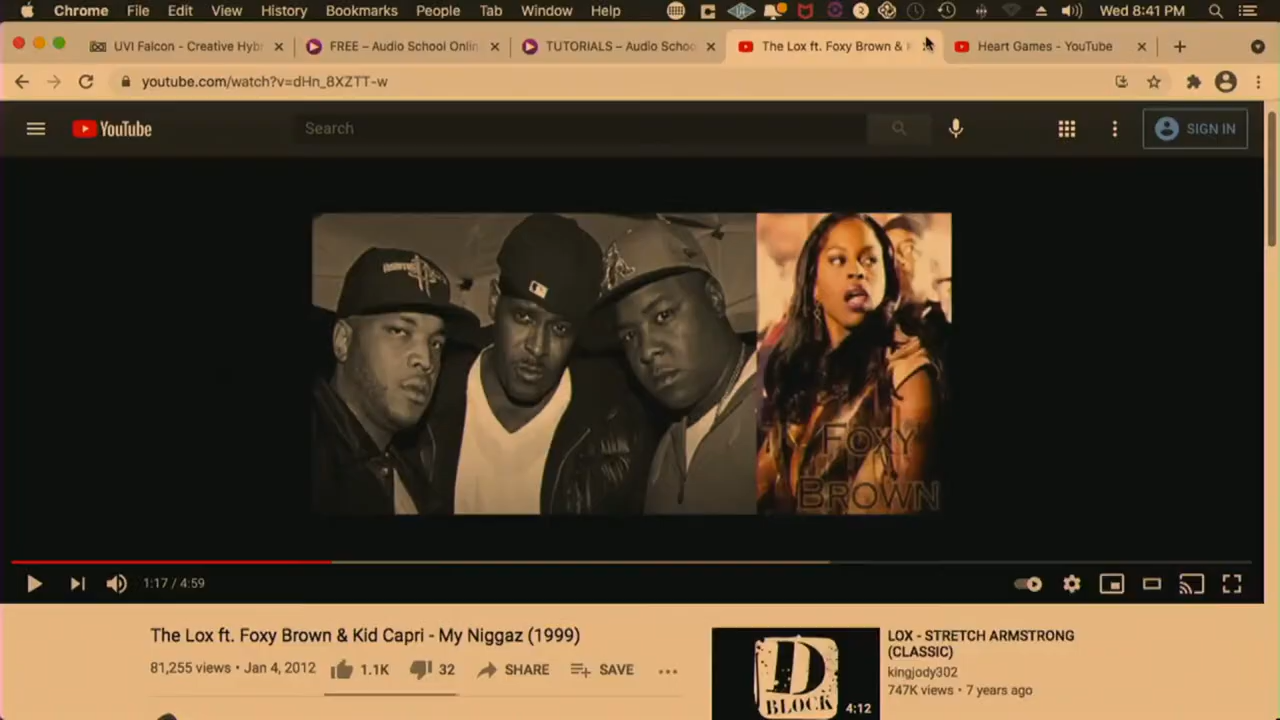 Chrome File Edit View History Bookmarks People Tab Window Help Wed 8:41 PM
UVI Falcon - Creative Hybr FREE – Audio School Onlin TUTORIALS – Audio Schoo The Lox ft. Foxy Brown & Heart Games - YouTube
youtube.com/watch?v=dHn_8XZTT-w
YouTube Search SIGN IN
FOXY
BROWN
1:17 / 4:59
The Lox ft. Foxy Brown & Kid Capri - My Niggaz (1999)
81,255 views • Jan 4, 2012 1.1K 32 SHARE SAVE
D
BLOCK
4:12
LOX - STRETCH ARMSTRONG
(CLASSIC)
kingjody302
747K views • 7 years ago